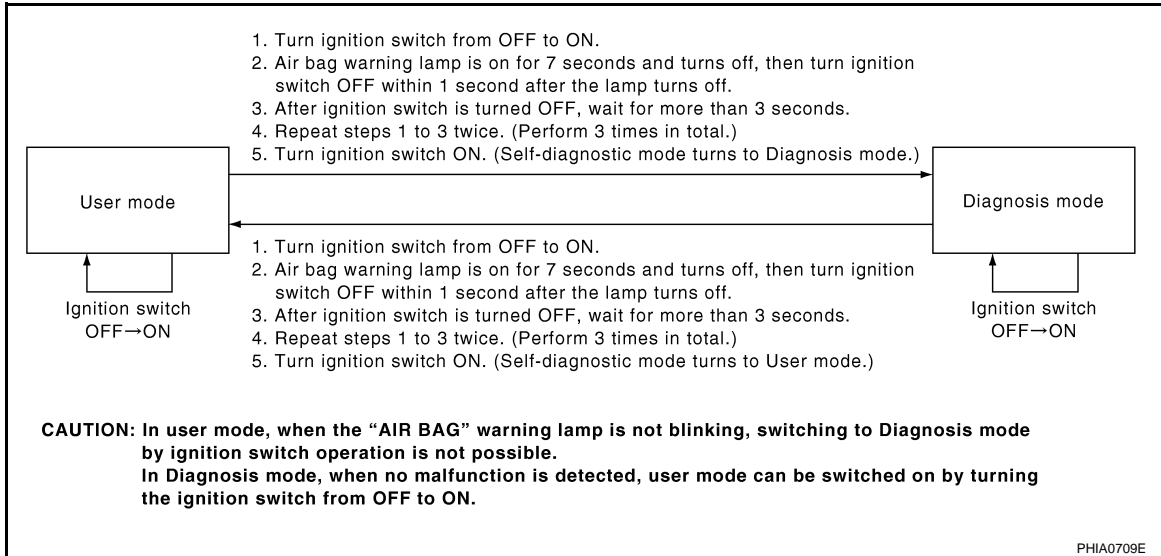 1. Turn ignition switch from OFF to ON.
2. Air bag warning lamp is on for 7 seconds and turns off, then turn ignition
switch OFF within 1 second after the lamp turns off.
3. After ignition switch is turned OFF, wait for more than 3 seconds.
4. Repeat steps 1 to 3 twice. (Perform 3 times in total.)
5. Turn ignition switch ON. (Self-diagnostic mode turns to Diagnosis mode.)
User mode
Diagnosis mode
1. Turn ignition switch from OFF to ON.
2. Air bag warning lamp is on for 7 seconds and turns off, then turn ignition
switch OFF within 1 second after the lamp turns off.
3. After ignition switch is turned OFF, wait for more than 3 seconds.
4. Repeat steps 1 to 3 twice. (Perform 3 times in total.)
5. Turn ignition switch ON. (Self-diagnostic mode turns to User mode.)
Ignition switch
OFF→ON
Ignition switch
OFF→ON
CAUTION: In user mode, when the “AIR BAG” warning lamp is not blinking, switching to Diagnosis mode
by ignition switch operation is not possible.
In Diagnosis mode, when no malfunction is detected, user mode can be switched on by turning
the ignition switch from OFF to ON.
PHIA0709E